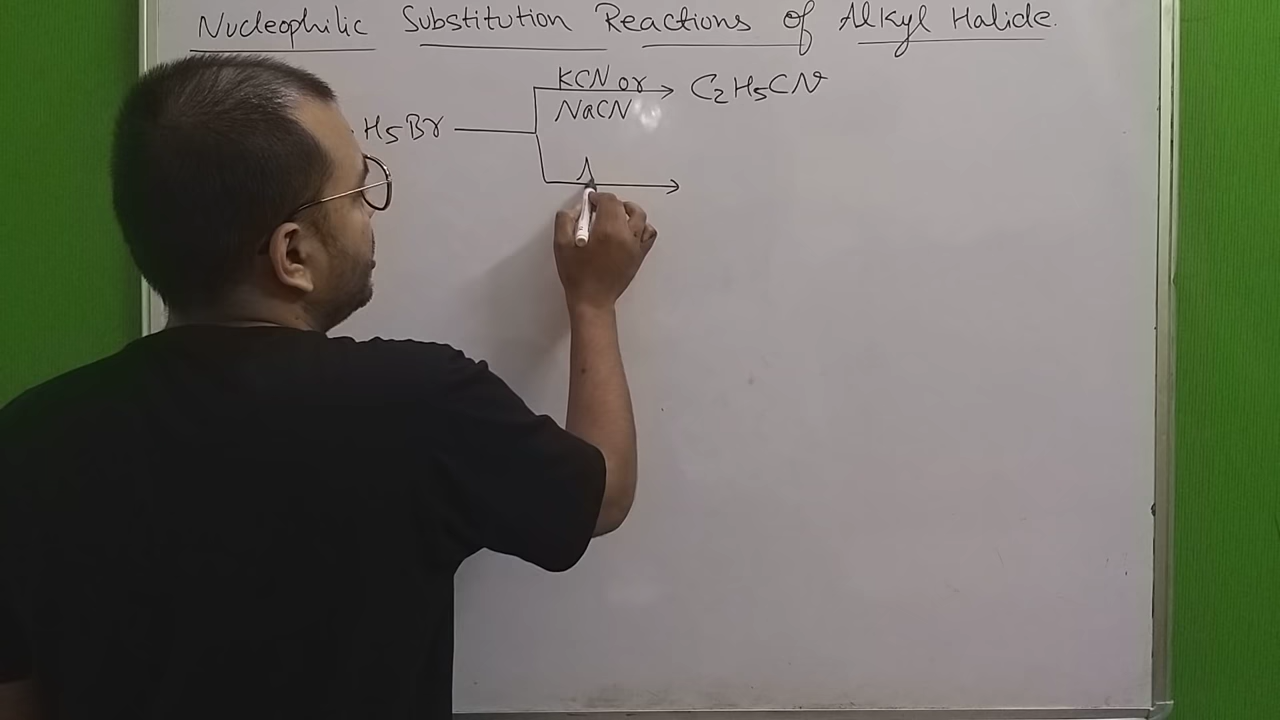 Nucleophilic Substitution Reactions of Alkyl Halide.
KCN or
C2H5CN
NaCN
H5Br